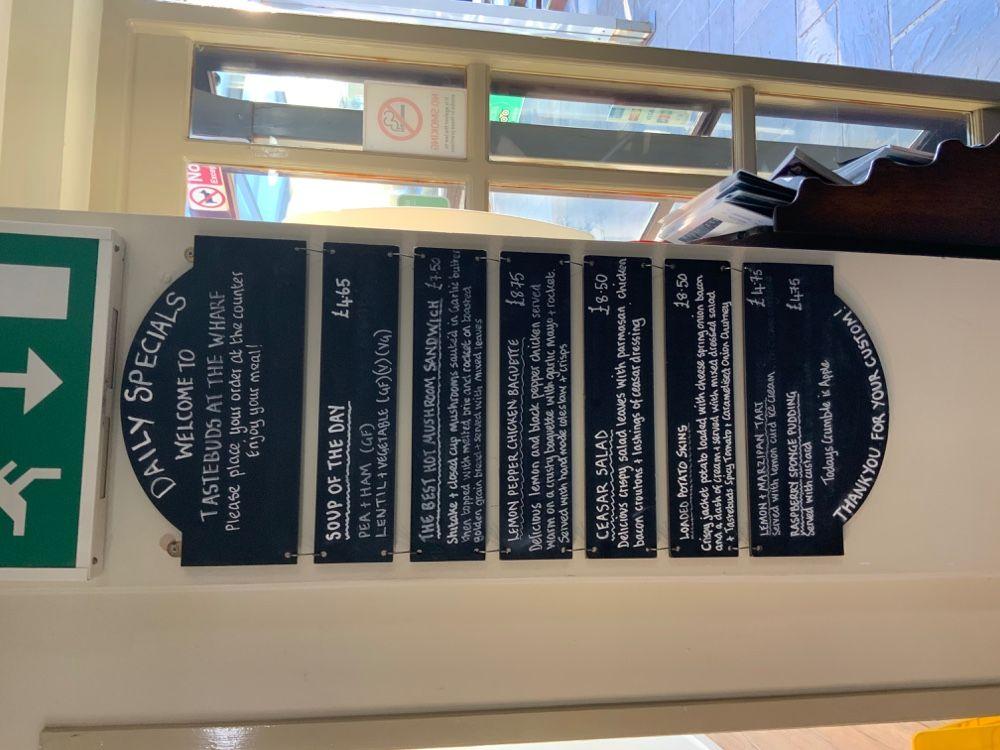 DAILY SPECIALS
WELCOME TO
TASTEBUDS AT THE WHARF
Please place your order at the counter
Enjoy your meal!
SOUP OF THE DAY £4.65
PEA + HAM (GF)
LENTIL + VEGETABLE (GF)(V)(VG)
THE BEST HOT MUSHROOM SANDWICH £7.50
Shitake + closed cup mushrooms sauté'd in Garlic butter
then topped with melted brie and rocket on toasted
golden grain bread + served with mixed leaves
LEMON PEPPER CHICKEN BAGUETTE £8.75
Delicious lemon and black pepper chicken served
warm on a crusty baguette with garlic mayo + rocket.
Served with hand made coleslaw + crisps
CEASAR SALAD £8.50
Delicious crispy salad leaves with parmasan, chicken
bacon croutons + lashings of ceasar dressing
LOADED POTATO SKINS £8.50
Crispy jacket potato loaded with cheese spring onion bacon
and a dash of cream + served with mixed dressed salad
+ Tastebuds Spicy Tomato + Caramelised Onion Chutney
LEMON + MARZIPAN TART £4.75
Served with lemon curd ice cream
RASPBERRY SPONGE PUDDING £4.75
Served with custard
Todays Crumble is Apple
THANKYOU FOR YOUR CUSTOM!
NO SMOKING
No